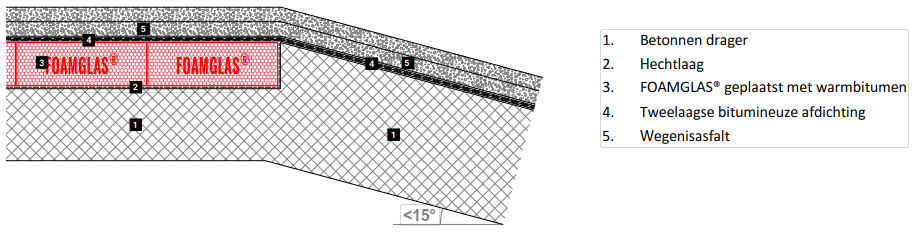 5
4
5
3 FOAMGLAS® FOAMGLAS®
4
2
1
1
<15°
1. Betonnen drager
2. Hechtlaag
3. FOAMGLAS® geplaatst met warmbitumen
4. Tweelaagse bitumineuze afdichting
5. Wegenisasfalt